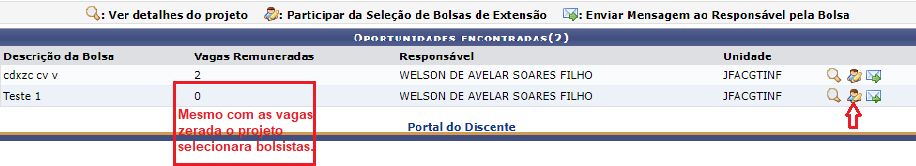 : Ver detalhes do projeto : Participar da Seleção de Bolsas de Extensão : Enviar Mensagem ao Responsável pela Bolsa
Oportunidades encontradas(2)
Descrição da Bolsa Vagas Remuneradas Responsável Unidade
cdxzc cv v 2 WELSON DE AVELAR SOARES FILHO JFACGTINF
Teste 1 0 WELSON DE AVELAR SOARES FILHO JFACGTINF
Mesmo com as vagas
zerada o projeto
selecionara bolsistas.
Portal do Discente